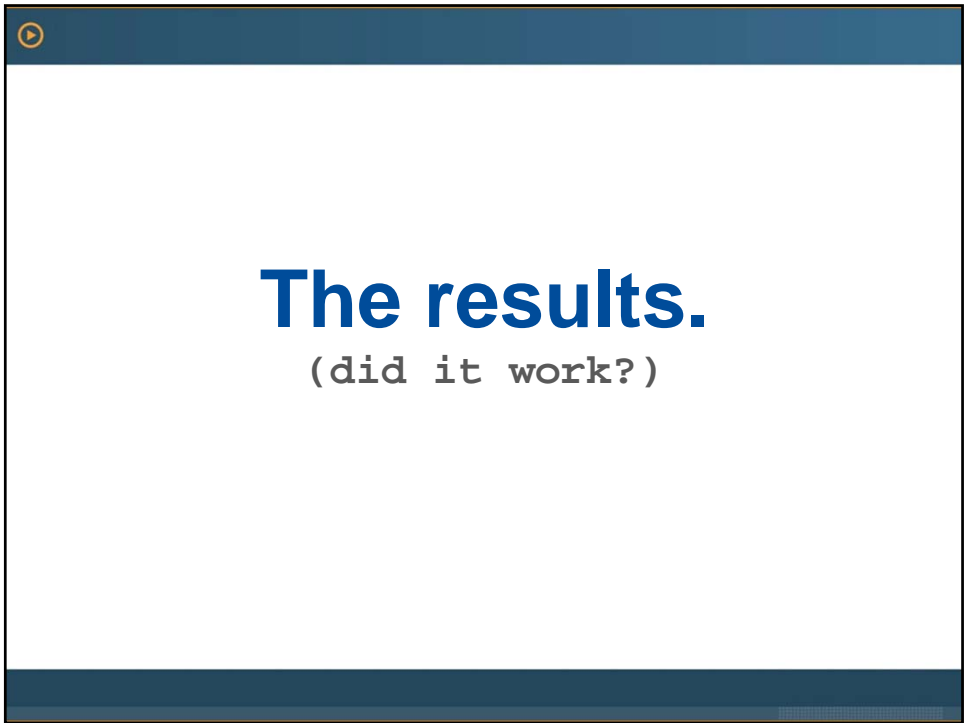 The results.
(did it work?)